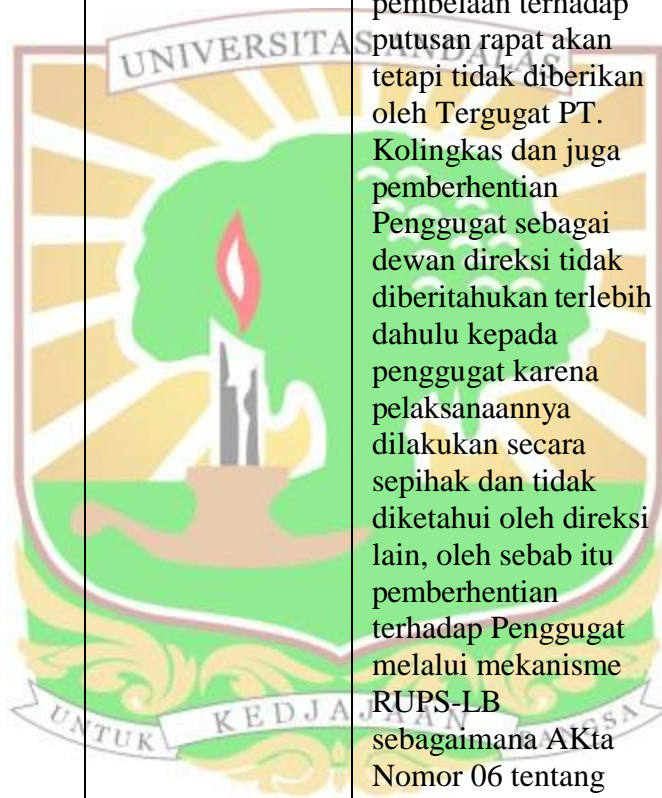 pembelaan terhadap
UNIVERSITAS ANDALAS
putusan rapat akan
tetapi tidak diberikan
oleh Tergugat PT.
Kolingkas dan juga
pemberhentian
Penggugat sebagai
dewan direksi tidak
diberitahukan terlebih
dahulu kepada
penggugat karena
pelaksanaannya
dilakukan secara
sepihak dan tidak
diketahui oleh direksi
lain, oleh sebab itu
pemberhentian
terhadap Penggugat
melalui mekanisme
RUPS-LB
sebagaimana AKta
Nomor 06 tentang
UNTUK KEDJAJAAN BANGSA